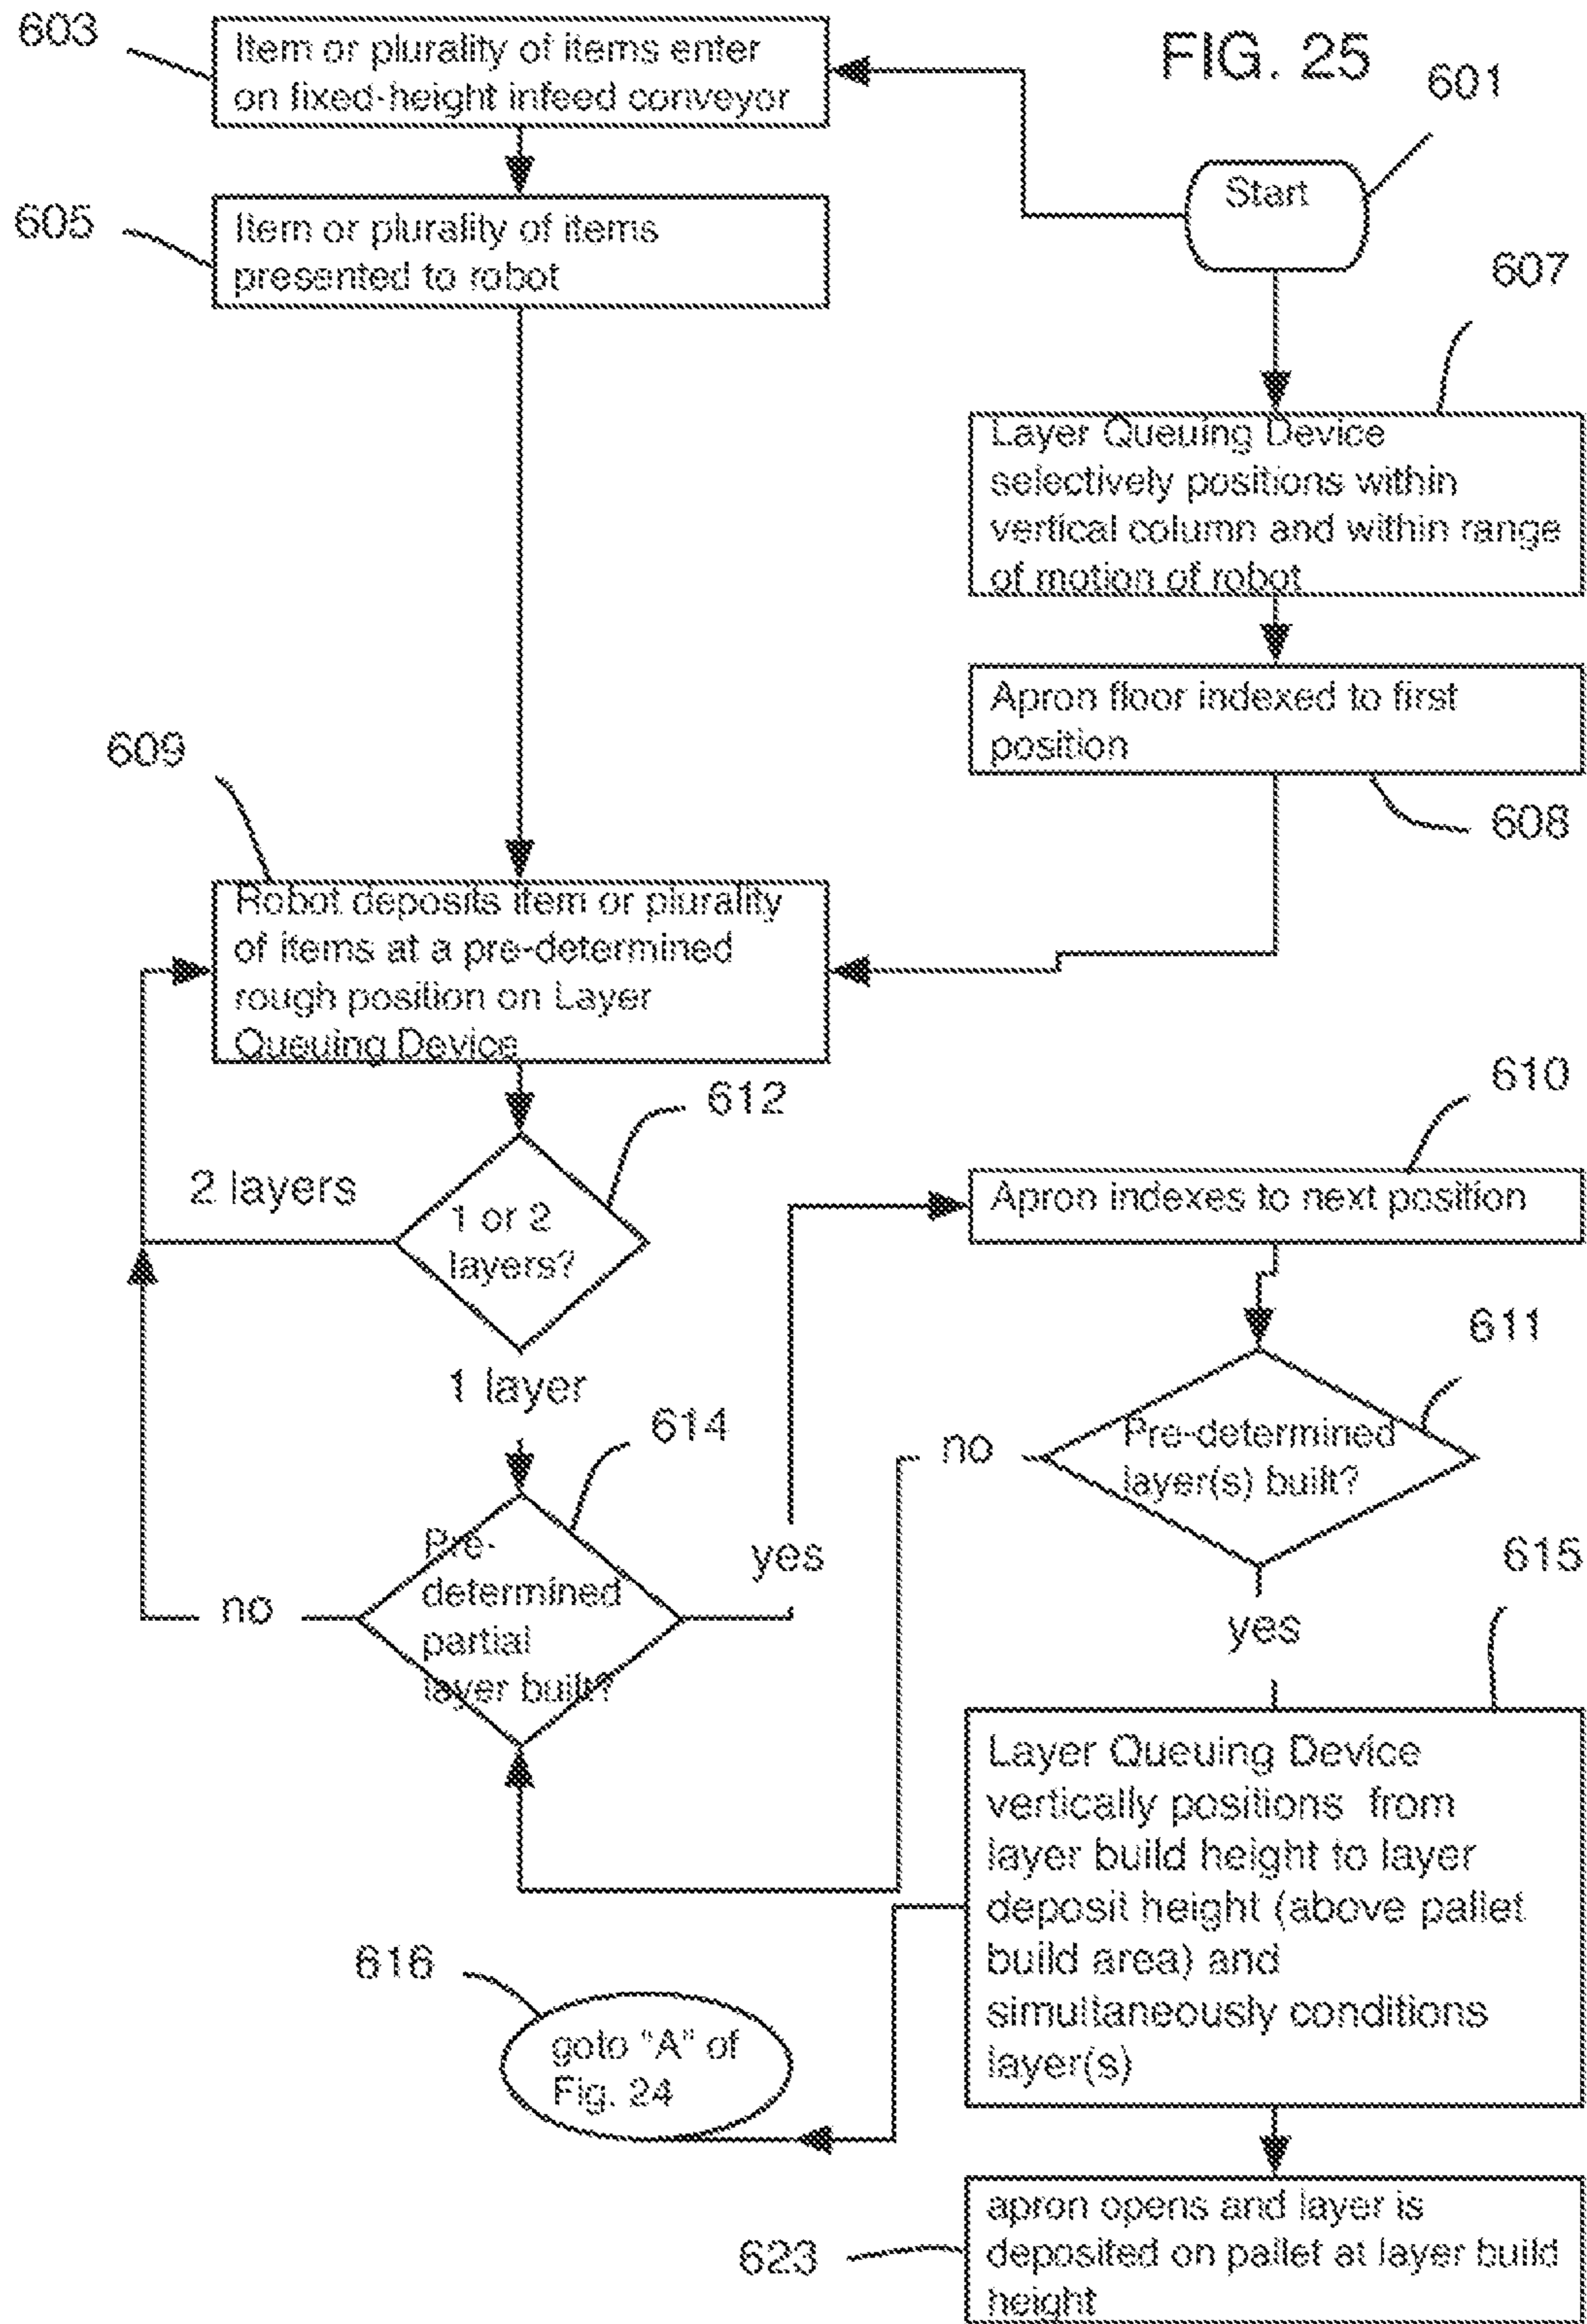 FIG. 25
601
Start
603
Item or plurality of items enter
on fixed-height infeed conveyor
605
Item or plurality of items
presented to robot
607
Layer Queuing Device
selectively positions within
vertical column and within range
of motion of robot
Apron floor indexed to first
position
608
609
Robot deposits item or plurality
of items at a pre-determined
rough position on Layer
Queuing Device
612
1 or 2
layers?
2 layers
1 layer
614
Pre-
determined
partial
layer built?
no
yes
610
Apron indexes to next position
611
Pre-determined
layer(s) built?
no
yes
615
Layer Queuing Device
vertically positions from
layer build height to layer
deposit height (above pallet
build area) and
simultaneously conditions
layer(s)
616
goto "A" of
Fig. 24
623
apron opens and layer is
deposited on pallet at layer build
height